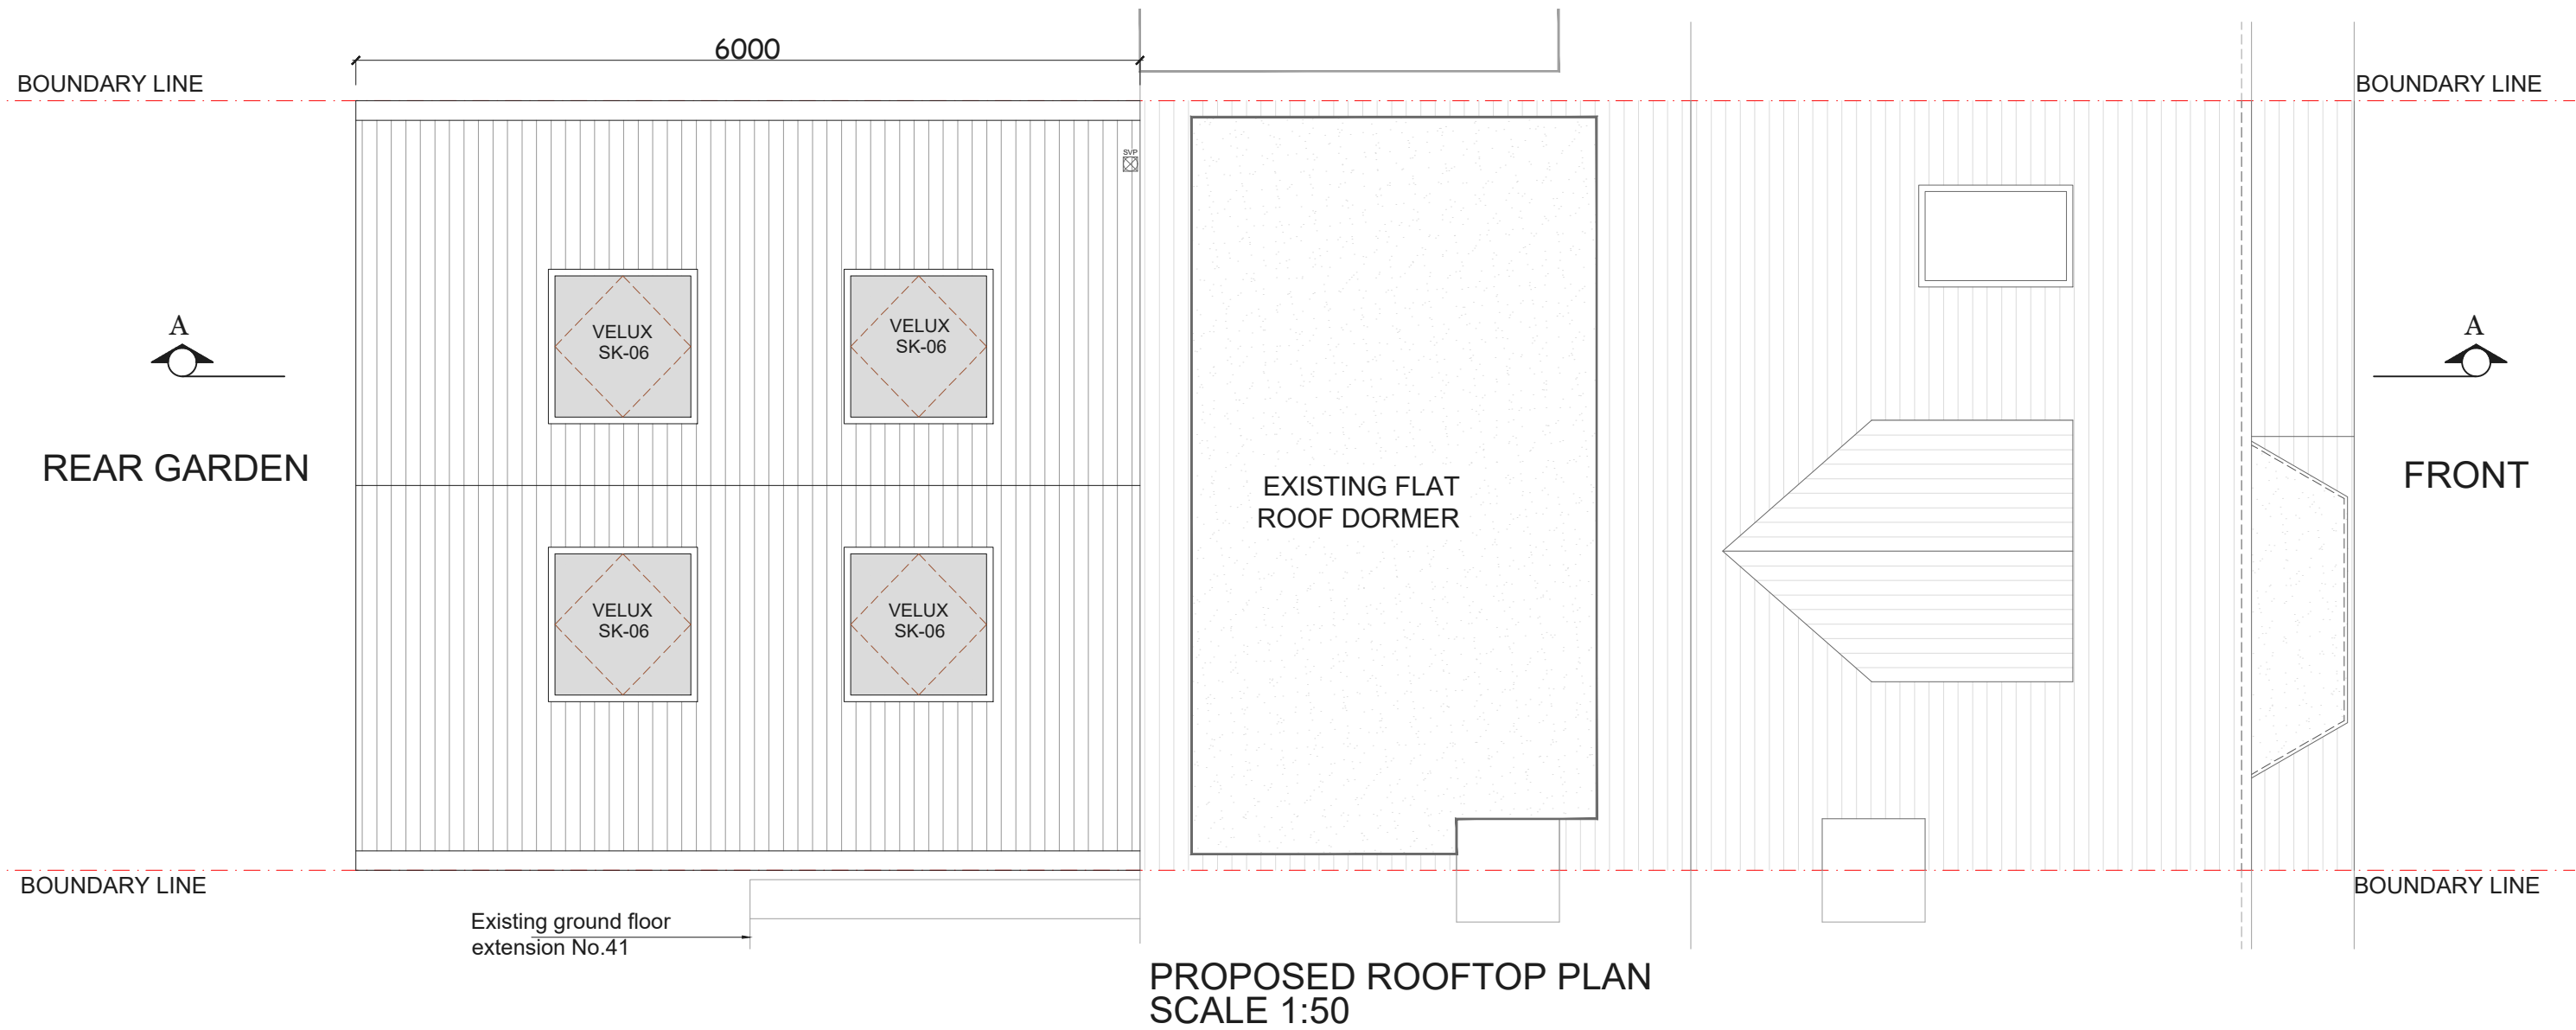 6000
BOUNDARY LINE
BOUNDARY LINE
SVP
VELUX
SK-06
VELUX
SK-06
A
A
REAR GARDEN
FRONT
EXISTING FLAT
ROOF DORMER
VELUX
SK-06
VELUX
SK-06
BOUNDARY LINE
BOUNDARY LINE
Existing ground floor
extension No.41
PROPOSED ROOFTOP PLAN
SCALE 1:50